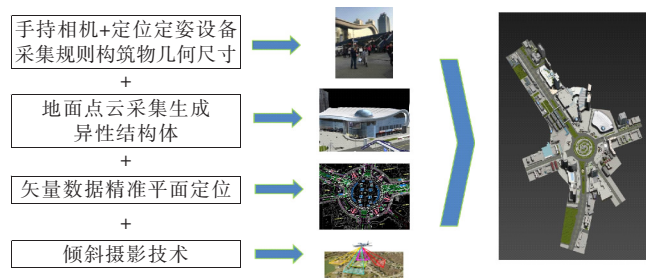 手持相机+定位定姿设备
采集规则构筑物几何尺寸
+
地面点云采集生成
异性结构体
+
矢量数据精准平面定位
+
倾斜摄影技术